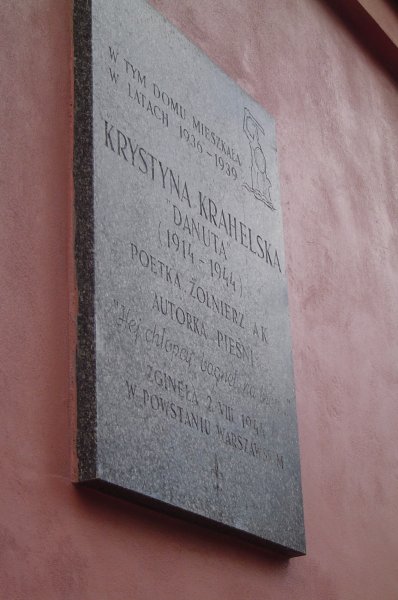 W TYM DOMU MIESZKAŁA
W LATACH 1936-1939
KRYSTYNA KRAHELSKA
"DANUTA"
(1914-1944)
POETKA, ŻOŁNIERZ AK
AUTORKA PIEŚNI
"Hej chłopcy, bagnet na broń"
ZGINĘŁA 2 VIII 1944
W POWSTANIU WARSZAWSKIM